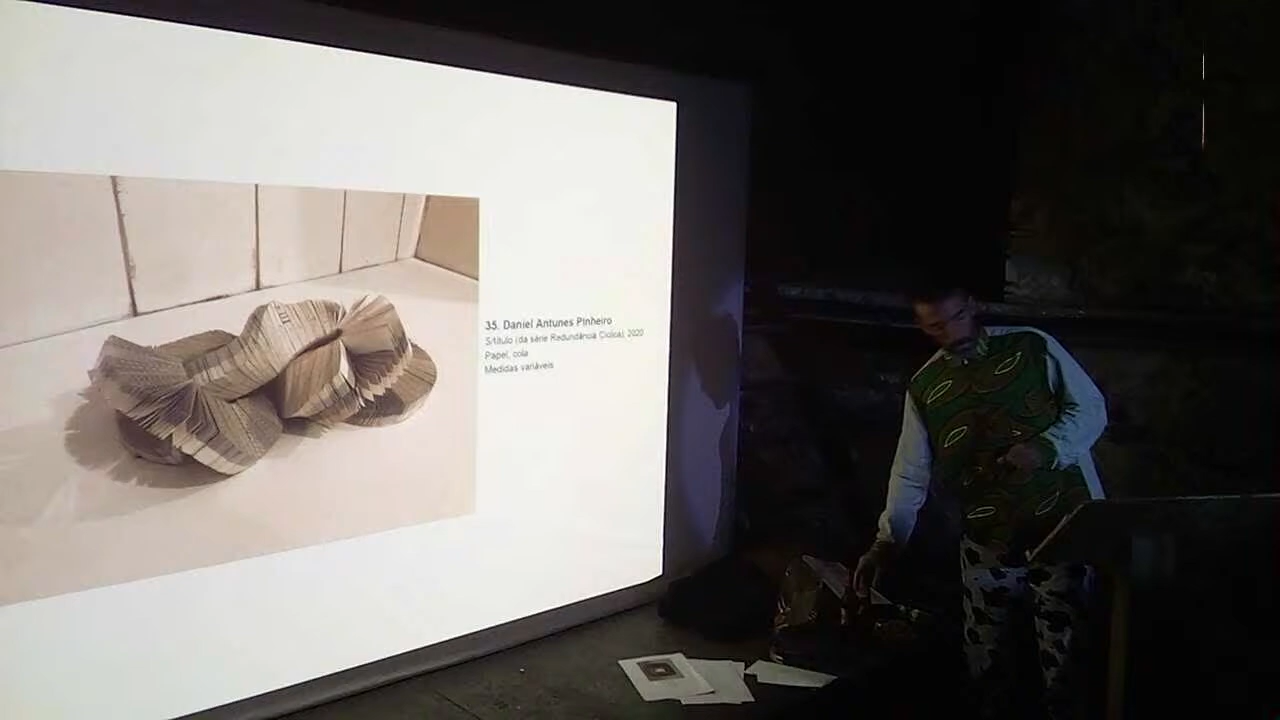 35. Daniel Antunes Pinheiro
S/título (da série Redundância Cíclica), 2020
Papel, cola
Medidas variáveis